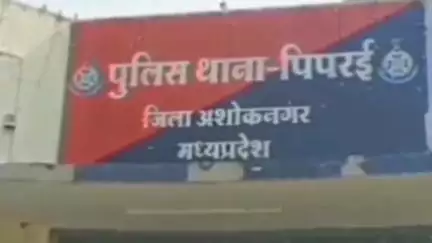 पुलिस थाना-पिपरई
जिला अशोकनगर
मध्यप्रदेश